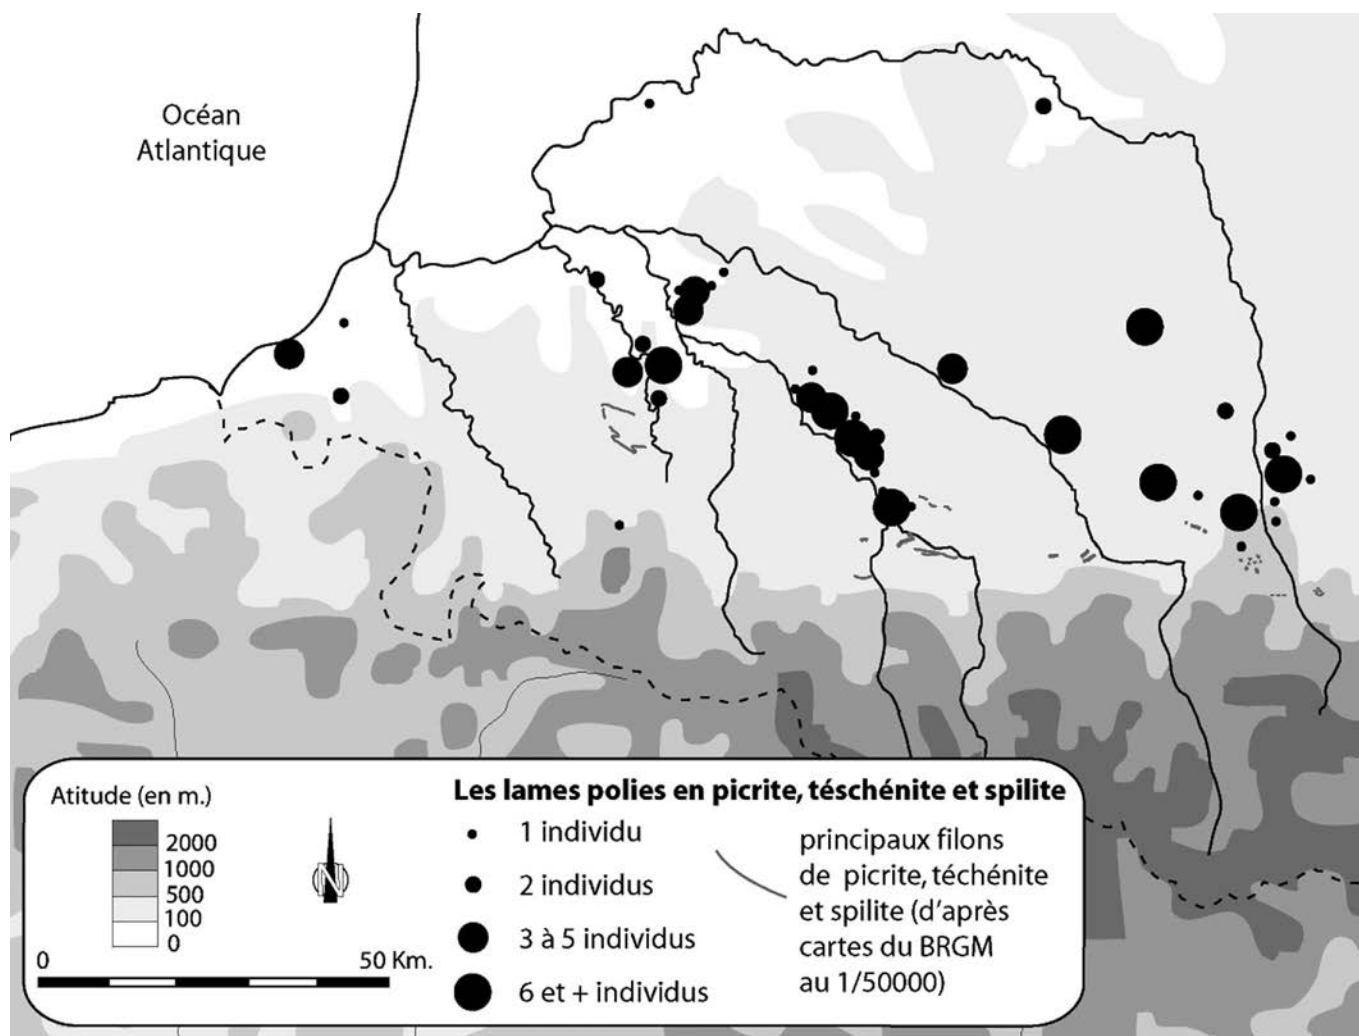 Océan
Atlantique
Atitude (en m.)
2000
1000
500
100
0
N
0 50 Km.
Les lames polies en picrite, téschénite et spilite
1 individu
2 individus
3 à 5 individus
6 et + individus
principaux filons
de picrite, téchénite
et spilite (d'après
cartes du BRGM
au 1/50000)